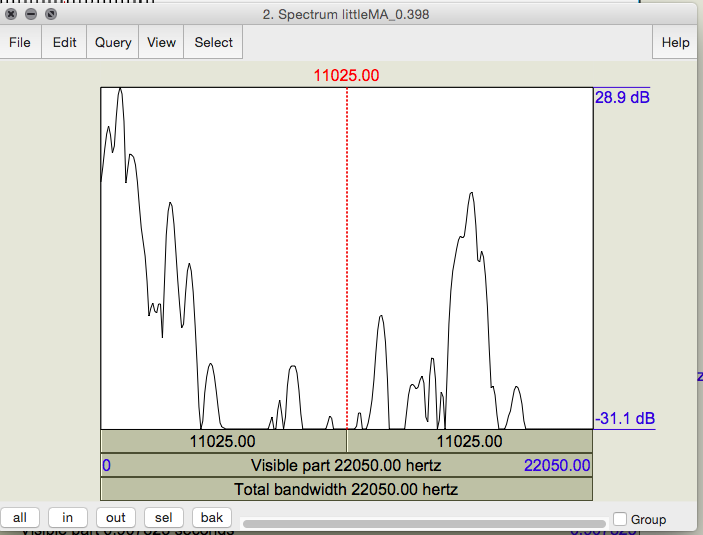 2. Spectrum littleMA_0.398
File Edit Query View Select Help
11025.00
28.9 dB
-31.1 dB
11025.00 11025.00
0 Visible part 22050.00 hertz 22050.00
Total bandwidth 22050.00 hertz
all in out sel bak Group